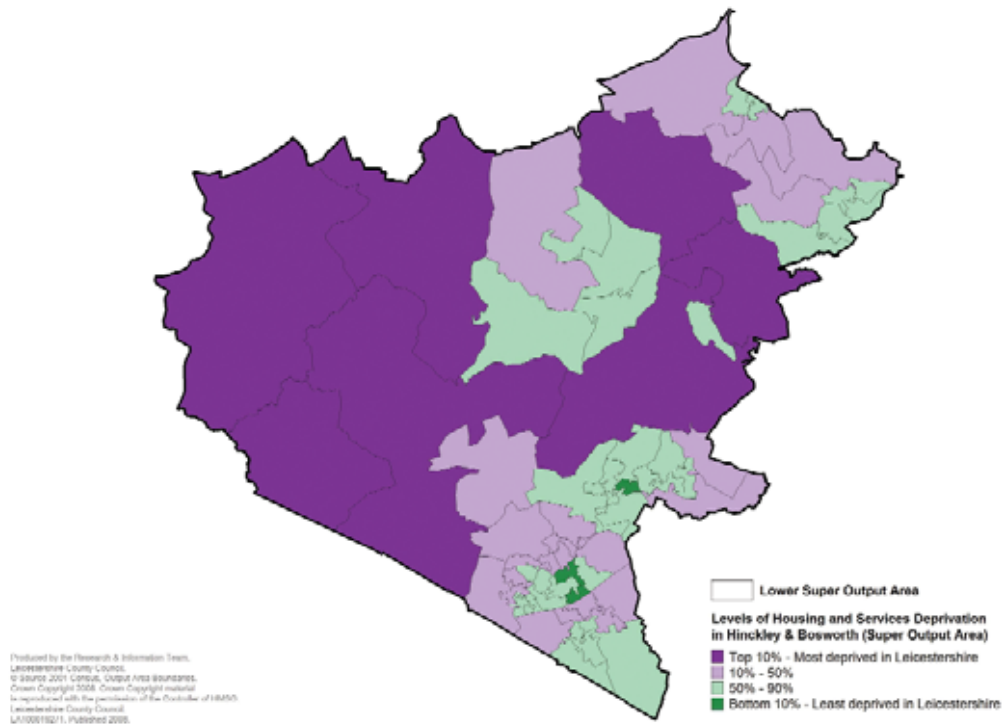 Lower Super Output Area
Levels of Housing and Services Deprivation
in Hinckley & Bosworth (Super Output Area)
Top 10% - Most deprived in Leicestershire
10% - 50%
50% - 90%
Bottom 10% - Least deprived in Leicestershire
Produced by the Research & Information Team,
Leicestershire County Council,
© Source 2001 Census, Output Area Boundaries.
Crown Copyright 2008. Crown Copyright material
is reproduced with the permission of the Controller of HMSO
Leicestershire County Council.
Published 2008.